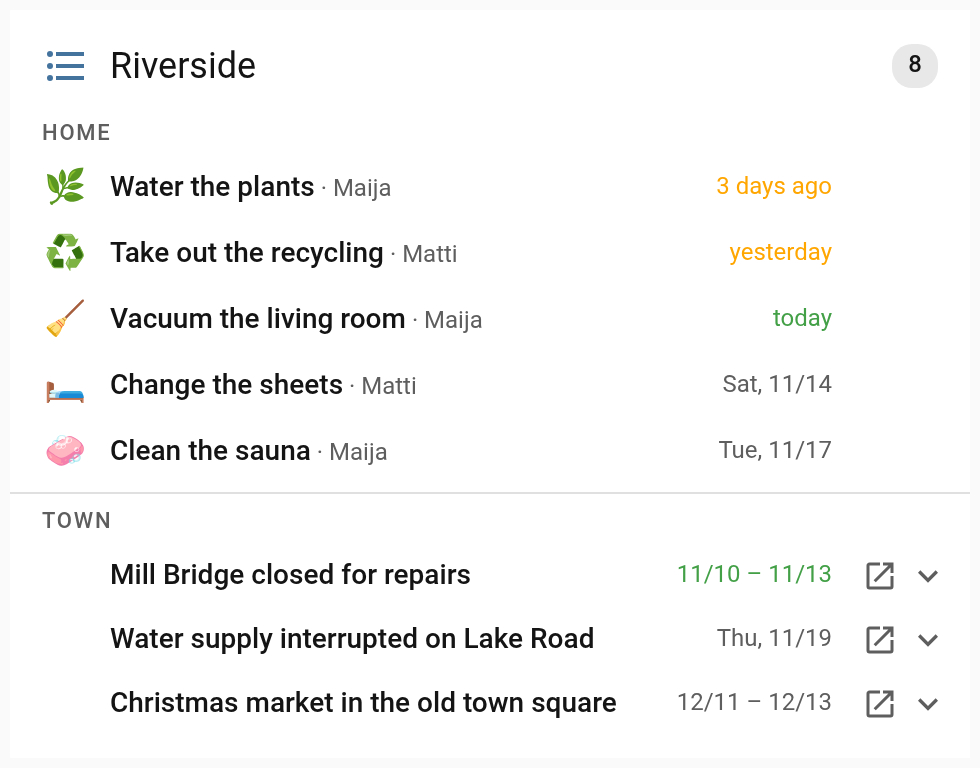 Riverside 8
HOME
Water the plants · Maija 3 days ago
Take out the recycling · Matti yesterday
Vacuum the living room · Maija today
Change the sheets · Matti Sat, 11/14
Clean the sauna · Maija Tue, 11/17
TOWN
Mill Bridge closed for repairs 11/10 – 11/13
Water supply interrupted on Lake Road Thu, 11/19
Christmas market in the old town square 12/11 – 12/13